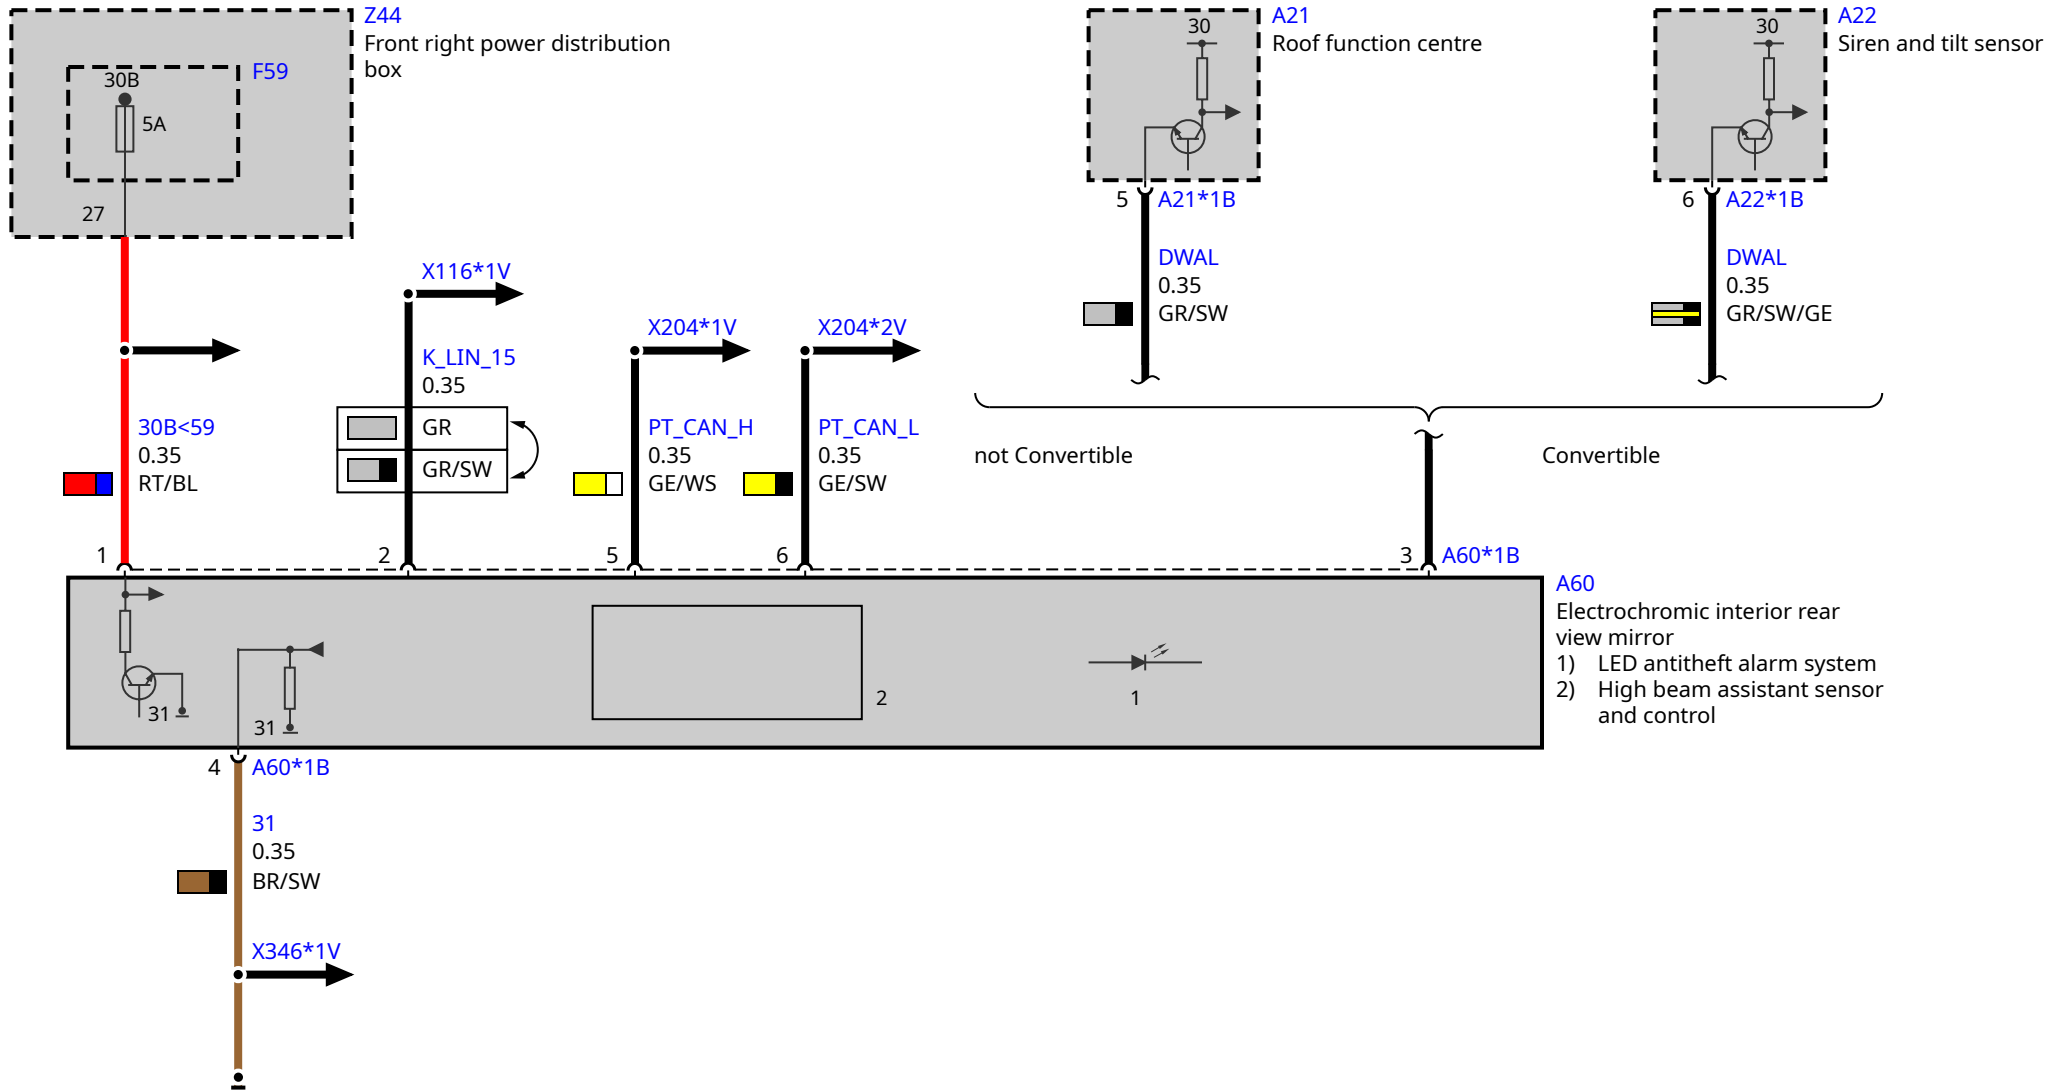 Z44
Front right power distribution
box
F59
30B
5A
27
A21
Roof function centre
30
A22
Siren and tilt sensor
30
5 A21*1B
6 A22*1B
DWAL
0.35
GR/SW
DWAL
0.35
GR/SW/GE
X116*1V
X204*1V
X204*2V
K_LIN_15
0.35
GR
GR/SW
30B<59
0.35
RT/BL
PT_CAN_H
0.35
GE/WS
PT_CAN_L
0.35
GE/SW
not Convertible
Convertible
1
2
5
6
3 A60*1B
A60
Electrochromic interior rear
view mirror
1) LED antitheft alarm system
2) High beam assistant sensor
and control
31
31
2
1
4 A60*1B
31
0.35
BR/SW
X346*1V